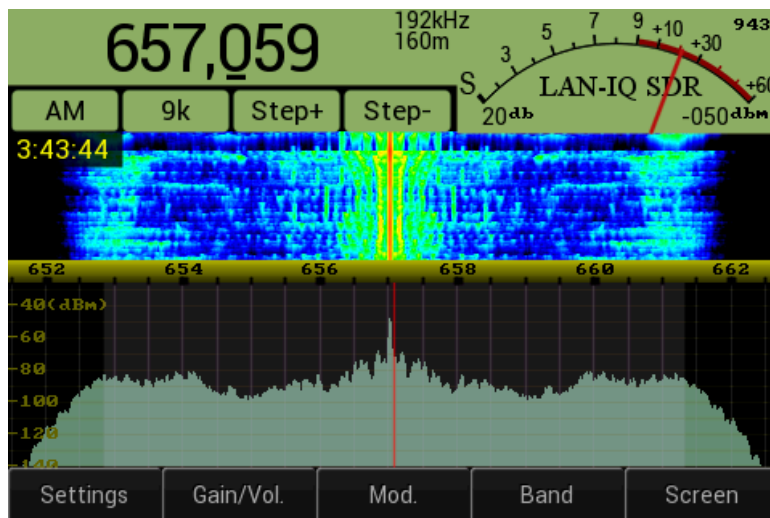 657,059
192kHz
160m
943
S 3 5 7 9 +10 +30 +60
LAN-IQ SDR
20db -050dbm
AM 9k Step+ Step-
3:43:44
652 654 656 658 660 662
-40(dBm)
-60
-80
-100
-120
-140
Settings Gain/Vol. Mod. Band Screen